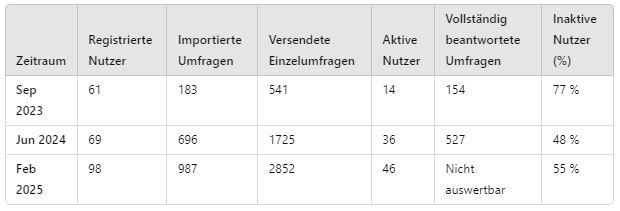 Zeitraum Registrierte Nutzer Importierte Umfragen Versendete Einzelumfragen Aktive Nutzer Vollständig beantwortete Umfragen Inaktive Nutzer (%)
Sep 2023 61 183 541 14 154 77 %
Jun 2024 69 696 1725 36 527 48 %
Feb 2025 98 987 2852 46 Nicht auswertbar 55 %